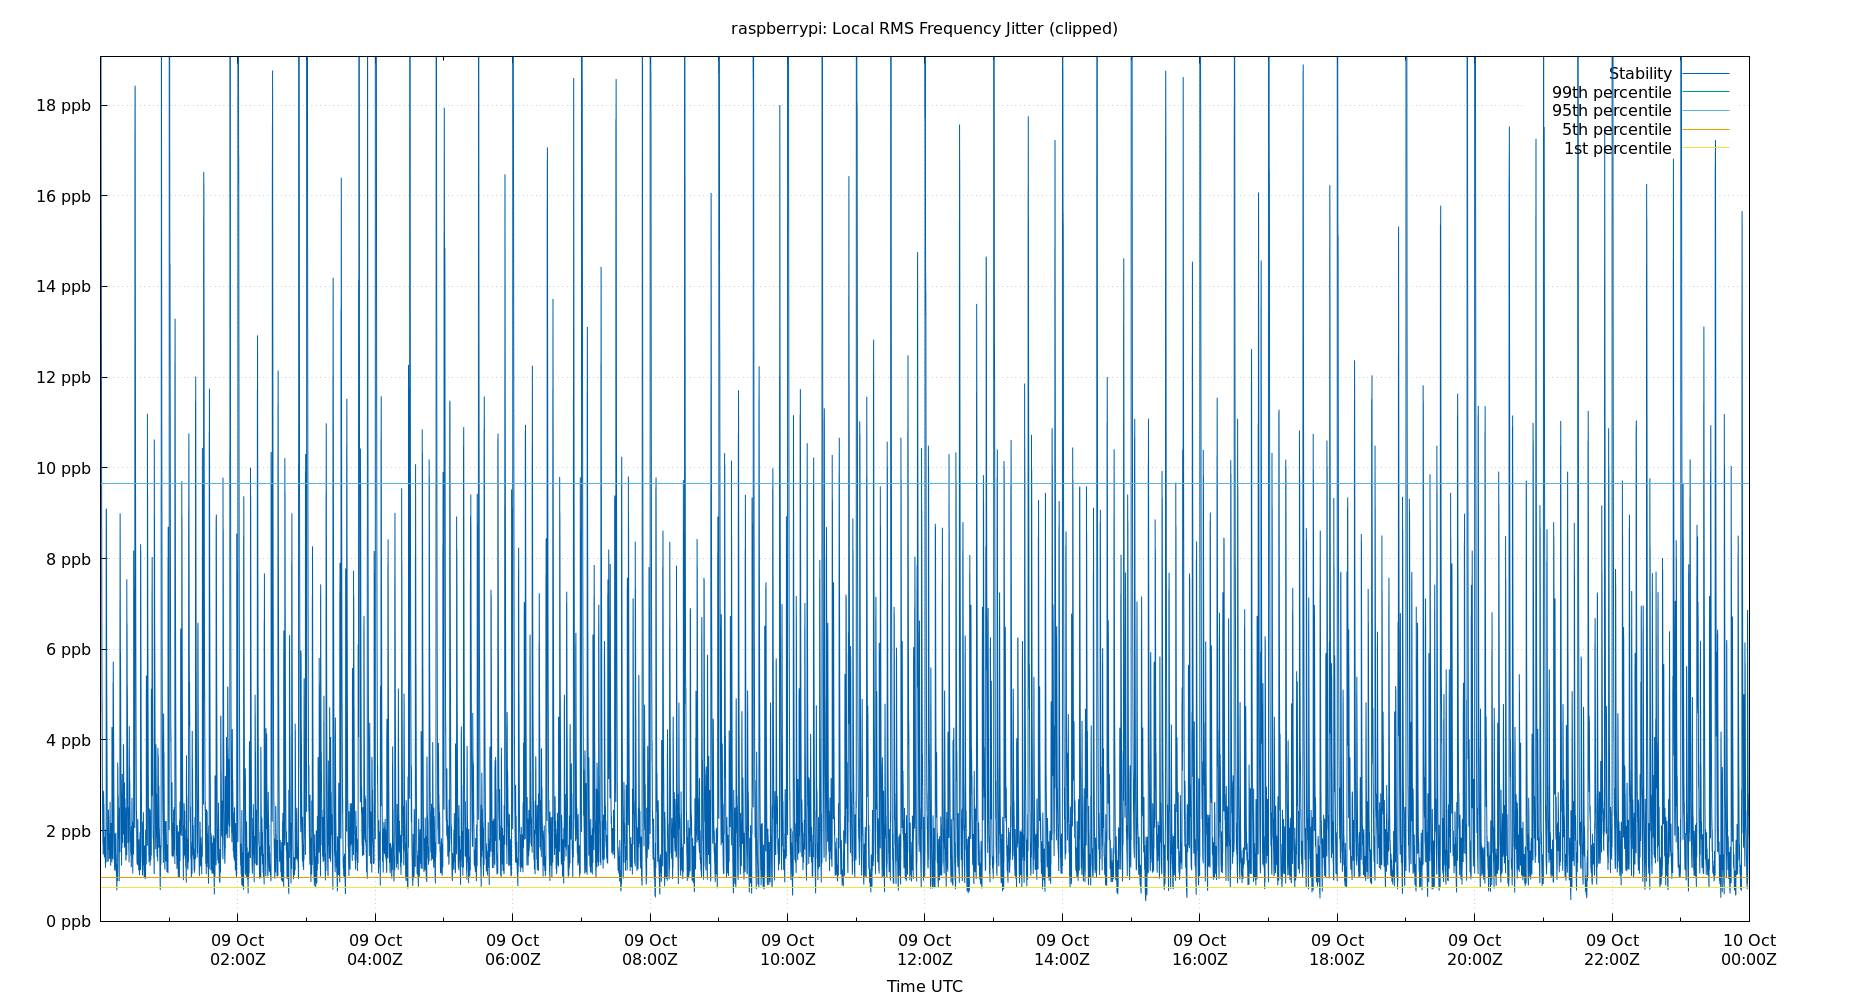 raspberrypi: Local RMS Frequency Jitter (clipped)
Stability
99th percentile
95th percentile
5th percentile
1st percentile
18 ppb
16 ppb
14 ppb
12 ppb
10 ppb
8 ppb
6 ppb
4 ppb
2 ppb
0 ppb
09 Oct 09 Oct 09 Oct 09 Oct 09 Oct 09 Oct 09 Oct 09 Oct 09 Oct 09 Oct 09 Oct 10 Oct
02:00Z 04:00Z 06:00Z 08:00Z 10:00Z 12:00Z 14:00Z 16:00Z 18:00Z 20:00Z 22:00Z 00:00Z
Time UTC